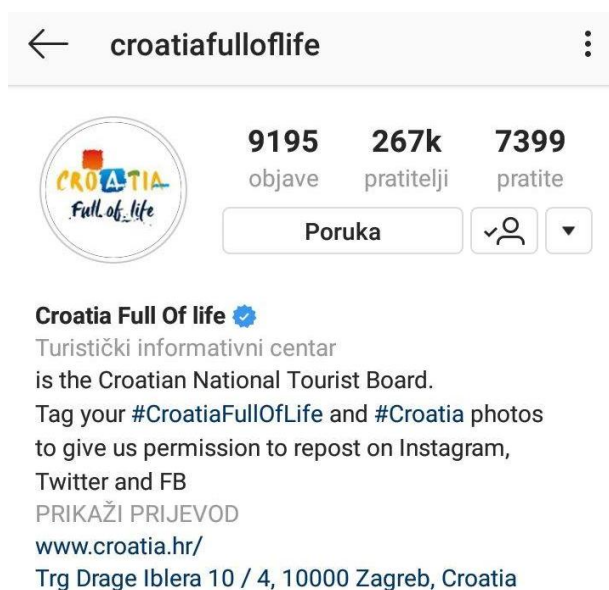 croatiafulloflife
9195 267k 7399
objave pratitelji pratite
CROATIA
Full of life
Poruka
Croatia Full Of life
Turistički informativni centar
is the Croatian National Tourist Board.
Tag your #CroatiaFullOfLife and #Croatia photos
to give us permission to repost on Instagram,
Twitter and FB
PRIKAŽI PRIJEVOD
www.croatia.hr/
Trg Drage Iblera 10 / 4, 10000 Zagreb, Croatia